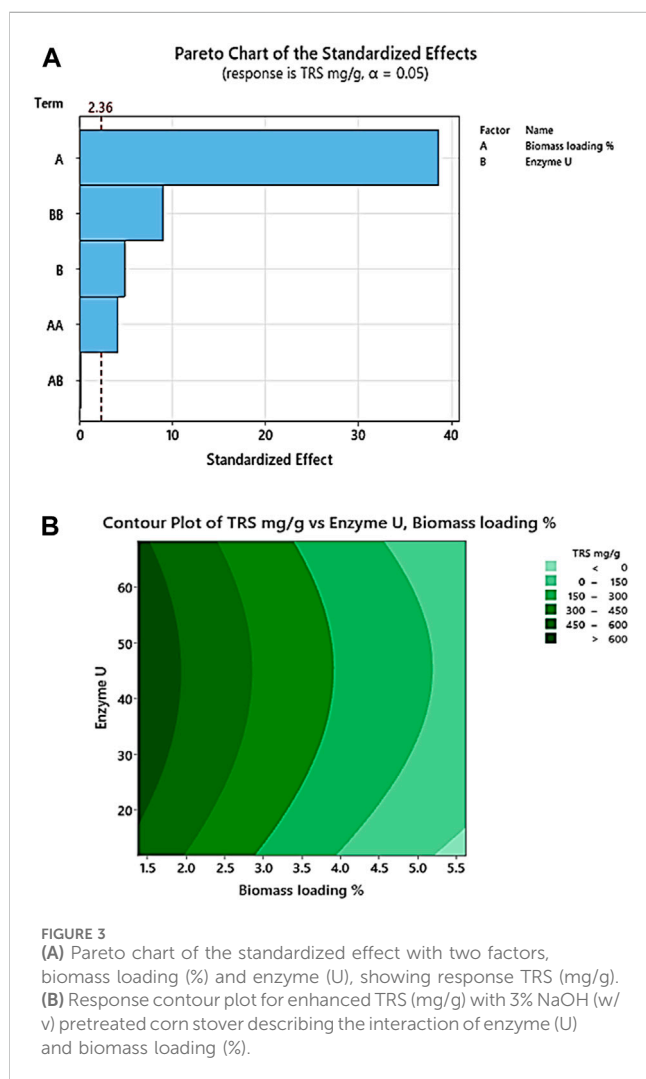 A
Pareto Chart of the Standardized Effects
(response is TRS mg/g, α = 0.05)
Term
2.36
Factor Name
A Biomass loading %
B Enzyme U
A
BB
B
AA
AB
0 10 20 30 40
Standardized Effect
B
Contour Plot of TRS mg/g vs Enzyme U, Biomass loading %
TRS mg/g
< 0
0 – 150
150 – 300
300 – 450
450 – 600
> 600
Enzyme U
60
50
40
30
20
1.5 2.0 2.5 3.0 3.5 4.0 4.5 5.0 5.5
Biomass loading %
FIGURE 3
(A) Pareto chart of the standardized effect with two factors,
biomass loading (%) and enzyme (U), showing response TRS (mg/g).
(B) Response contour plot for enhanced TRS (mg/g) with 3% NaOH (w/
v) pretreated corn stover describing the interaction of enzyme (U)
and biomass loading (%).